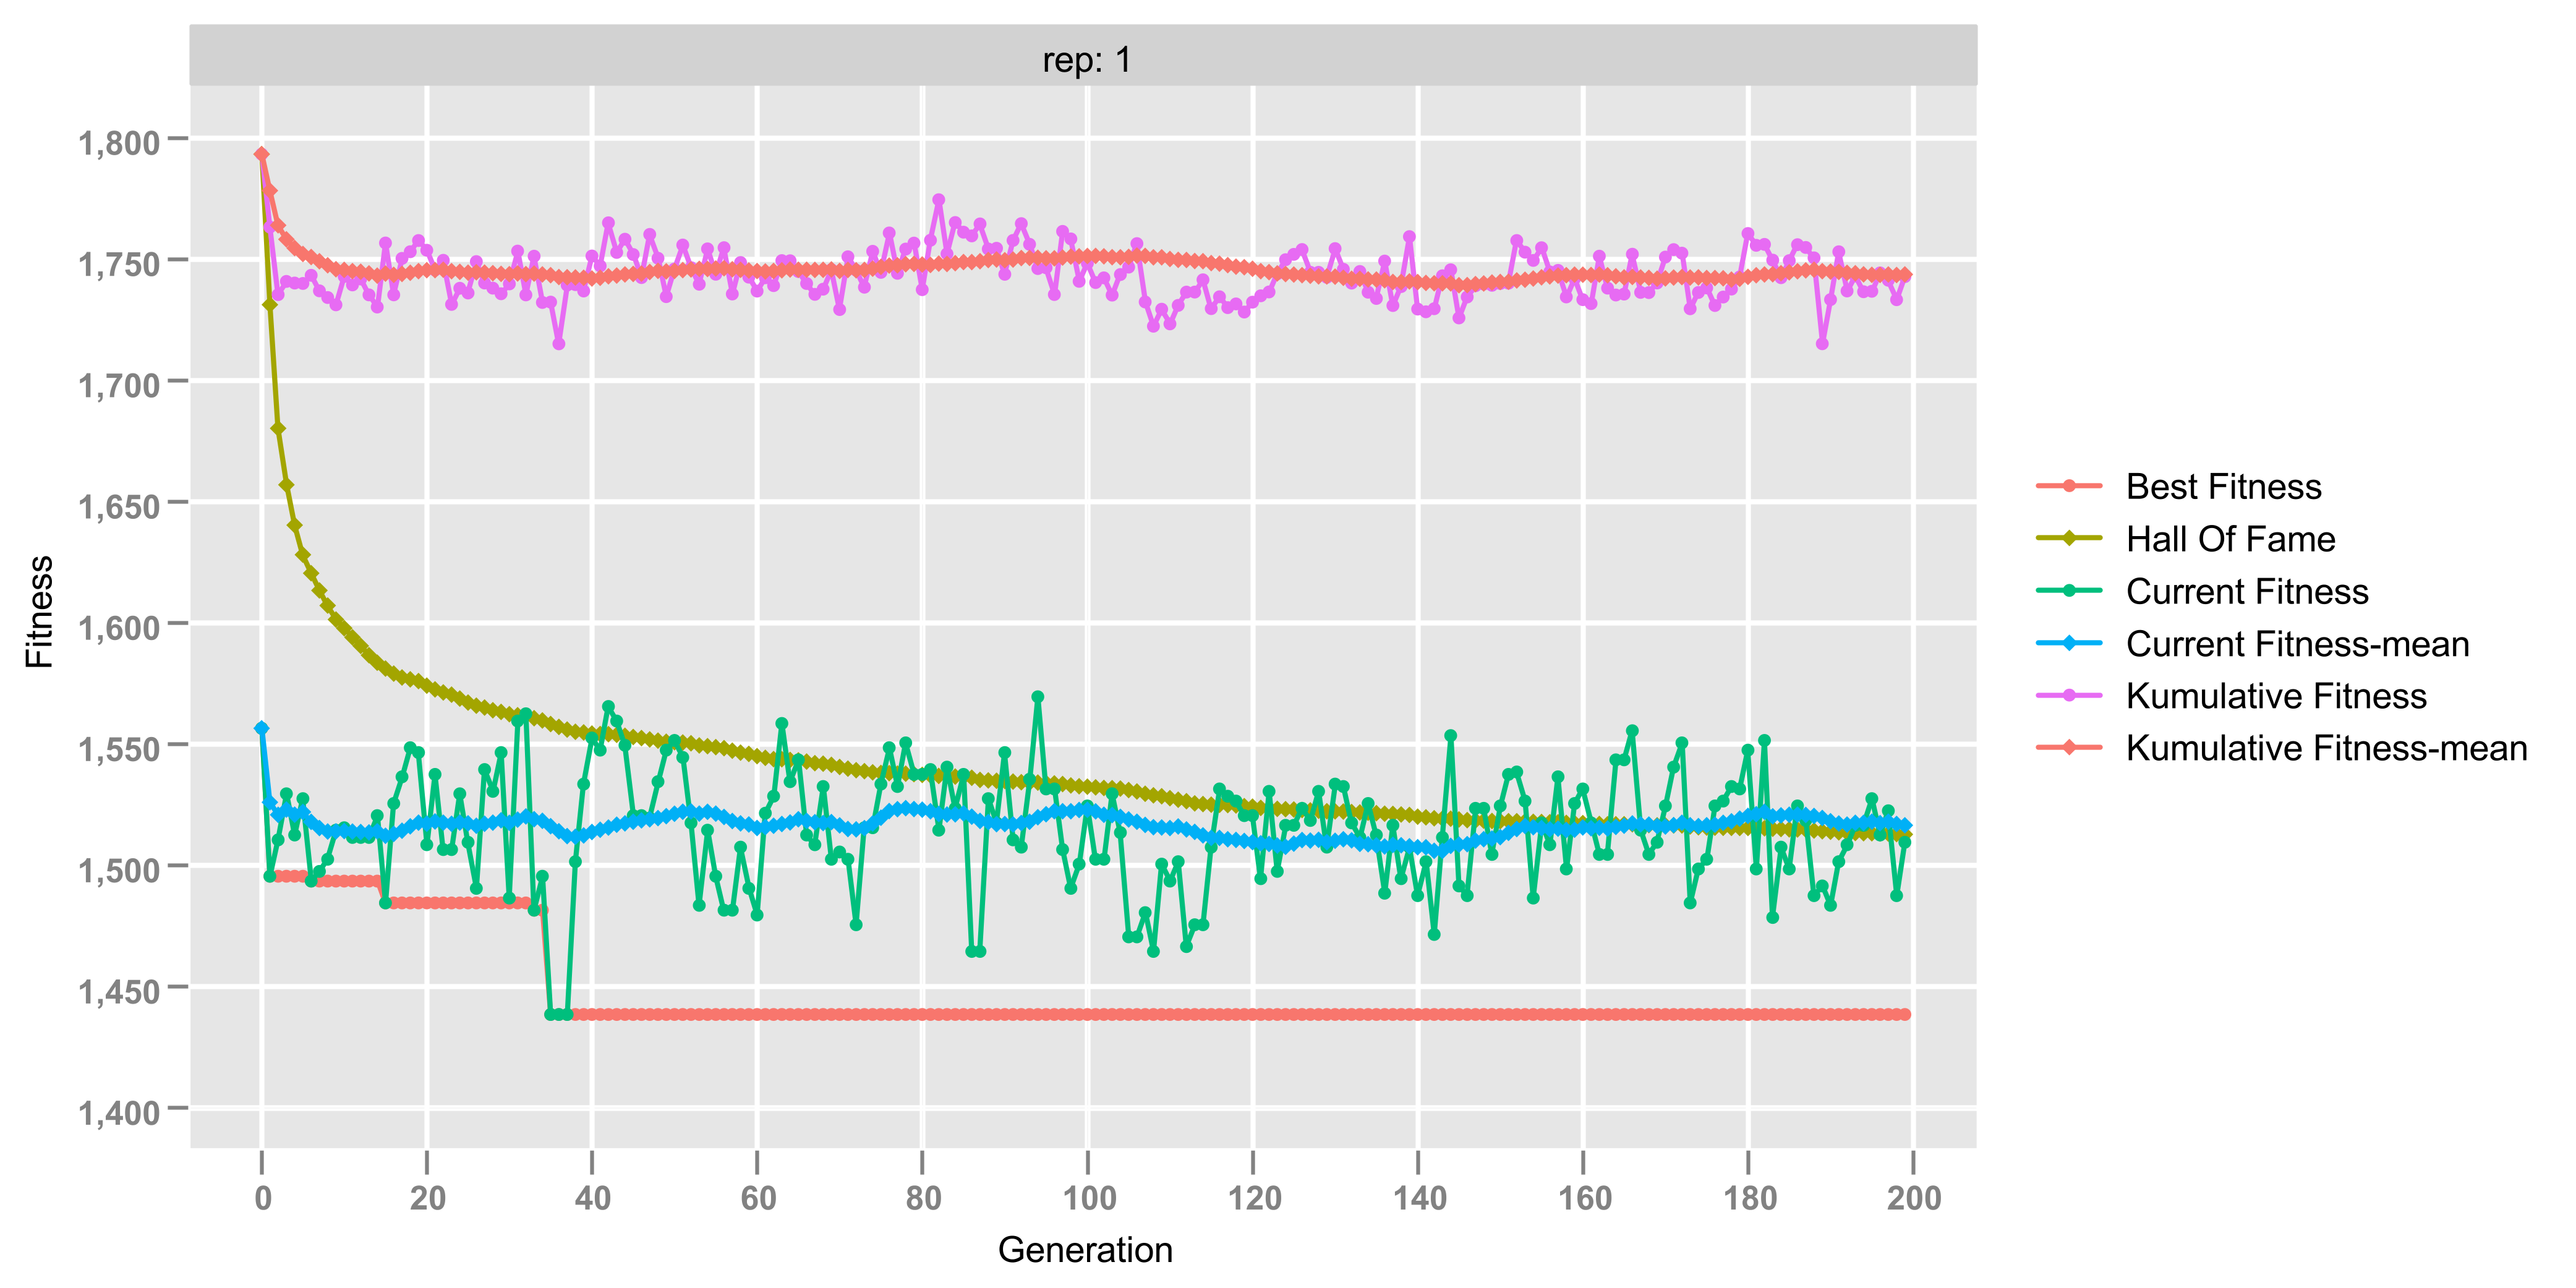 rep: 1
1,800
1,750
1,700
1,650
1,600
1,550
1,500
1,450
1,400
Fitness
0 20 40 60 80 100 120 140 160 180 200
Generation
Best Fitness
Hall Of Fame
Current Fitness
Current Fitness-mean
Kumulative Fitness
Kumulative Fitness-mean